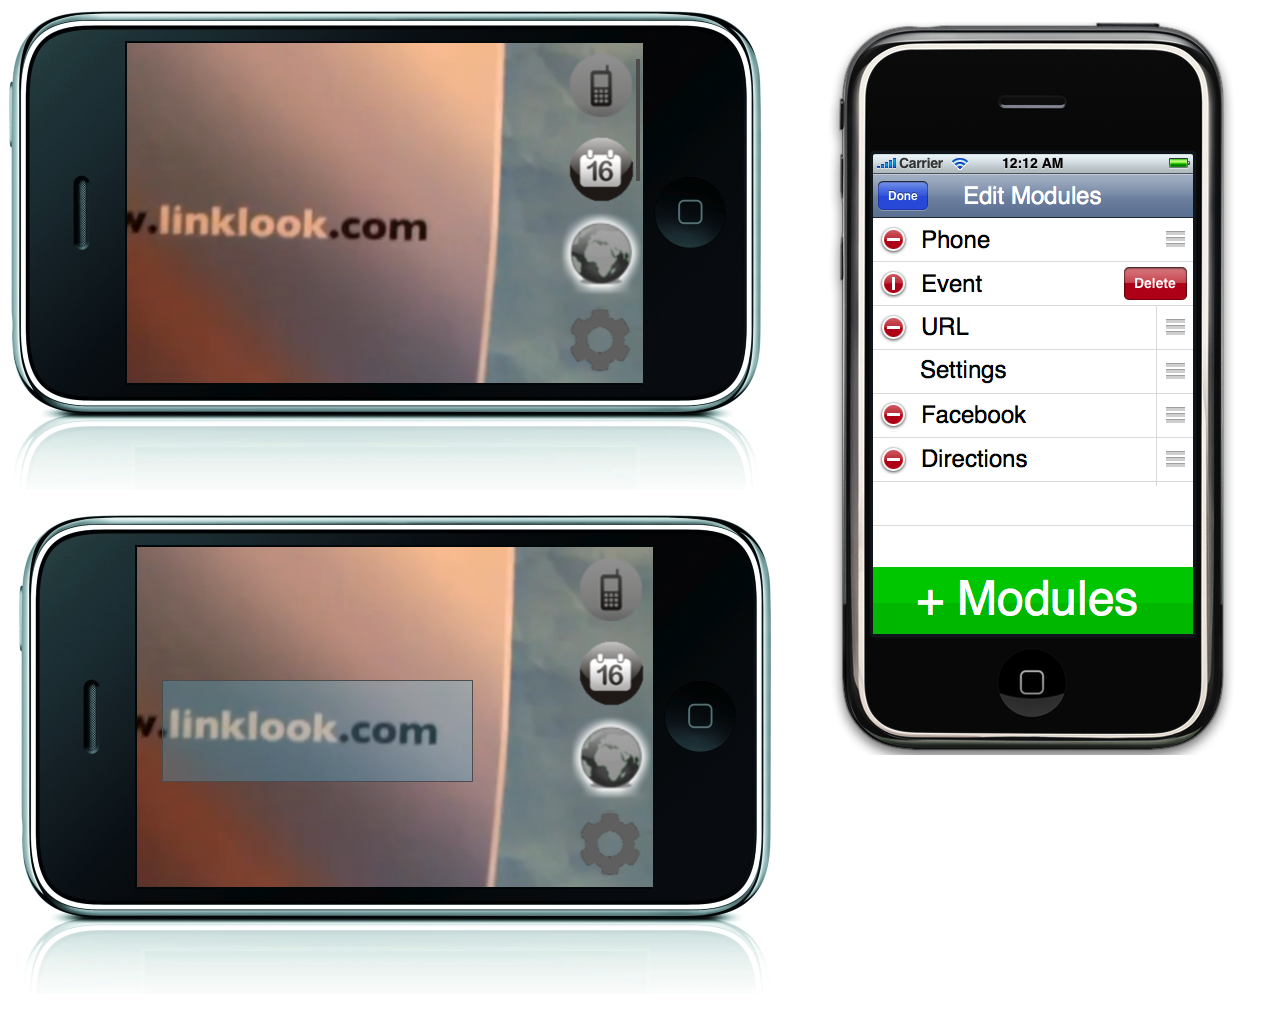 w.linklook.com
16
w.linklook.com
16
Carrier 12:12 AM
Done Edit Modules
Phone
Event Delete
URL
Settings
Facebook
Directions
+ Modules